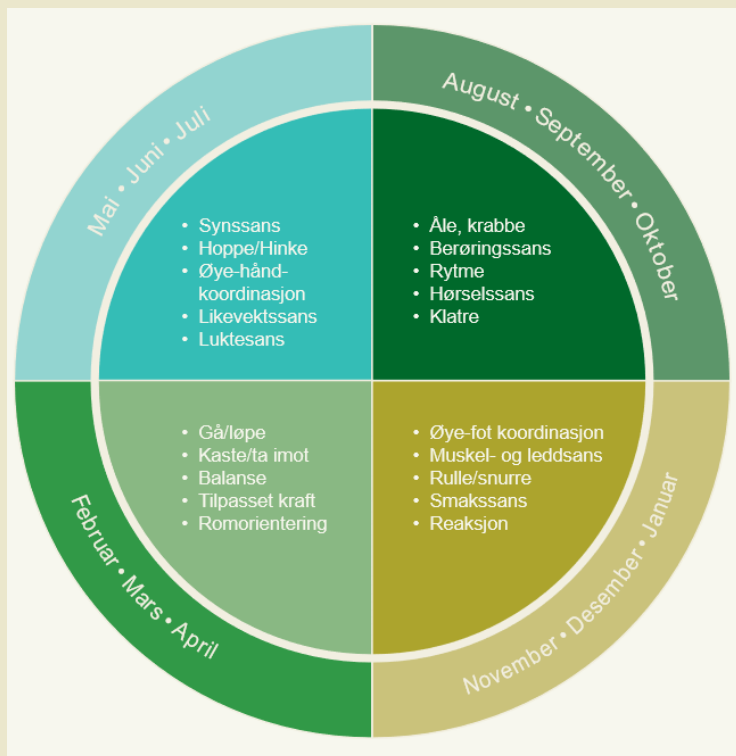 Mai • Juni • Juli
• Synssans
• Hoppe/Hinke
• Øye-hånd-
koordinasjon
• Likevektssans
• Luktesans
August • September • Oktober
• Åle, krabbe
• Berøringssans
• Rytme
• Hørselssans
• Klatre
Februar • Mars • April
• Gå/løpe
• Kaste/ta imot
• Balanse
• Tilpasset kraft
• Romorientering
November • Desember • Januar
• Øye-fot koordinasjon
• Muskel- og leddsans
• Rulle/snurre
• Smakssans
• Reaksjon